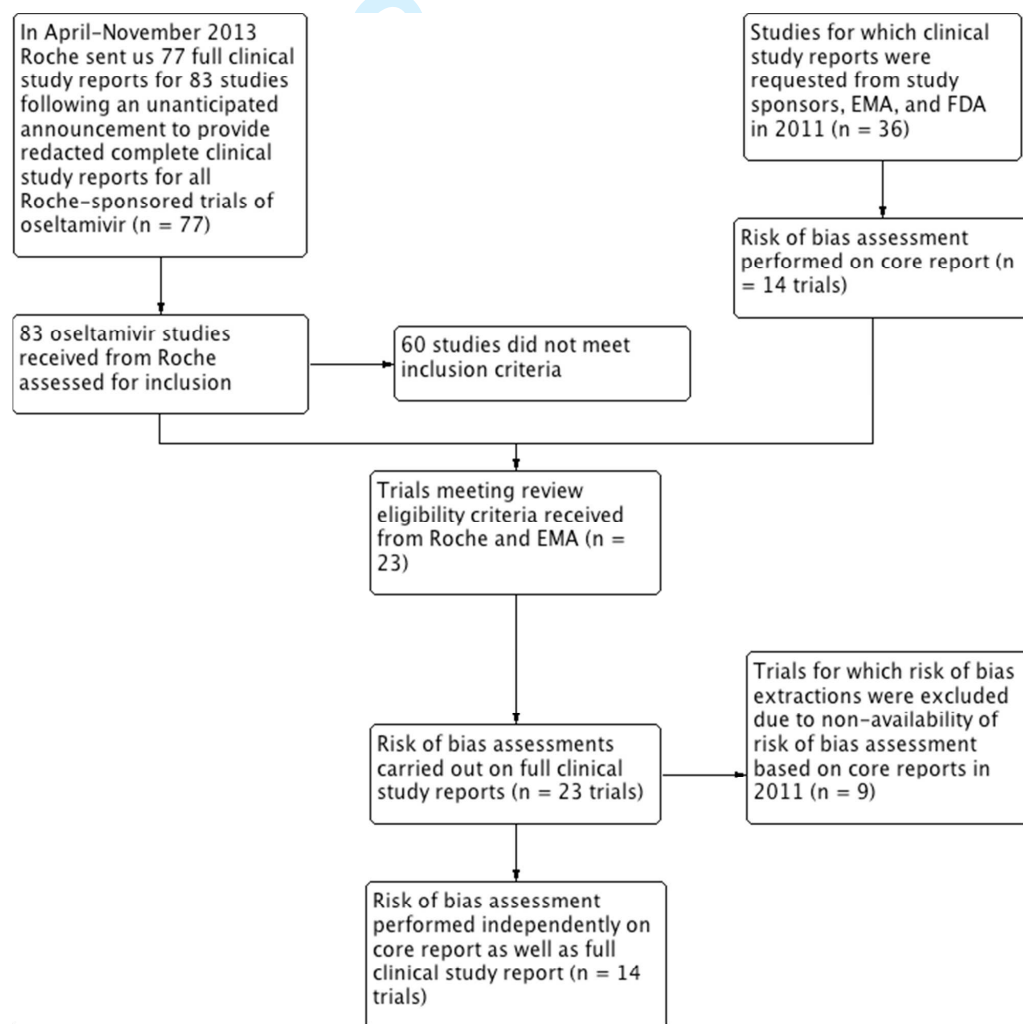 In April-November 2013
Roche sent us 77 full clinical
study reports for 83 studies
following an unanticipated
announcement to provide
redacted complete clinical
study reports for all
Roche-sponsored trials of
oseltamivir (n = 77)
Studies for which clinical
study reports were
requested from study
sponsors, EMA, and FDA
in 2011 (n = 36)
Risk of bias assessment
performed on core report (n
= 14 trials)
83 oseltamivir studies
received from Roche
assessed for inclusion
60 studies did not meet
inclusion criteria
Trials meeting review
eligibility criteria received
from Roche and EMA (n =
23)
Risk of bias assessments
carried out on full clinical
study reports (n = 23 trials)
Trials for which risk of bias
extractions were excluded
due to non-availability of
risk of bias assessment
based on core reports in
2011 (n = 9)
Risk of bias assessment
performed independently on
core report as well as full
clinical study report (n = 14
trials)